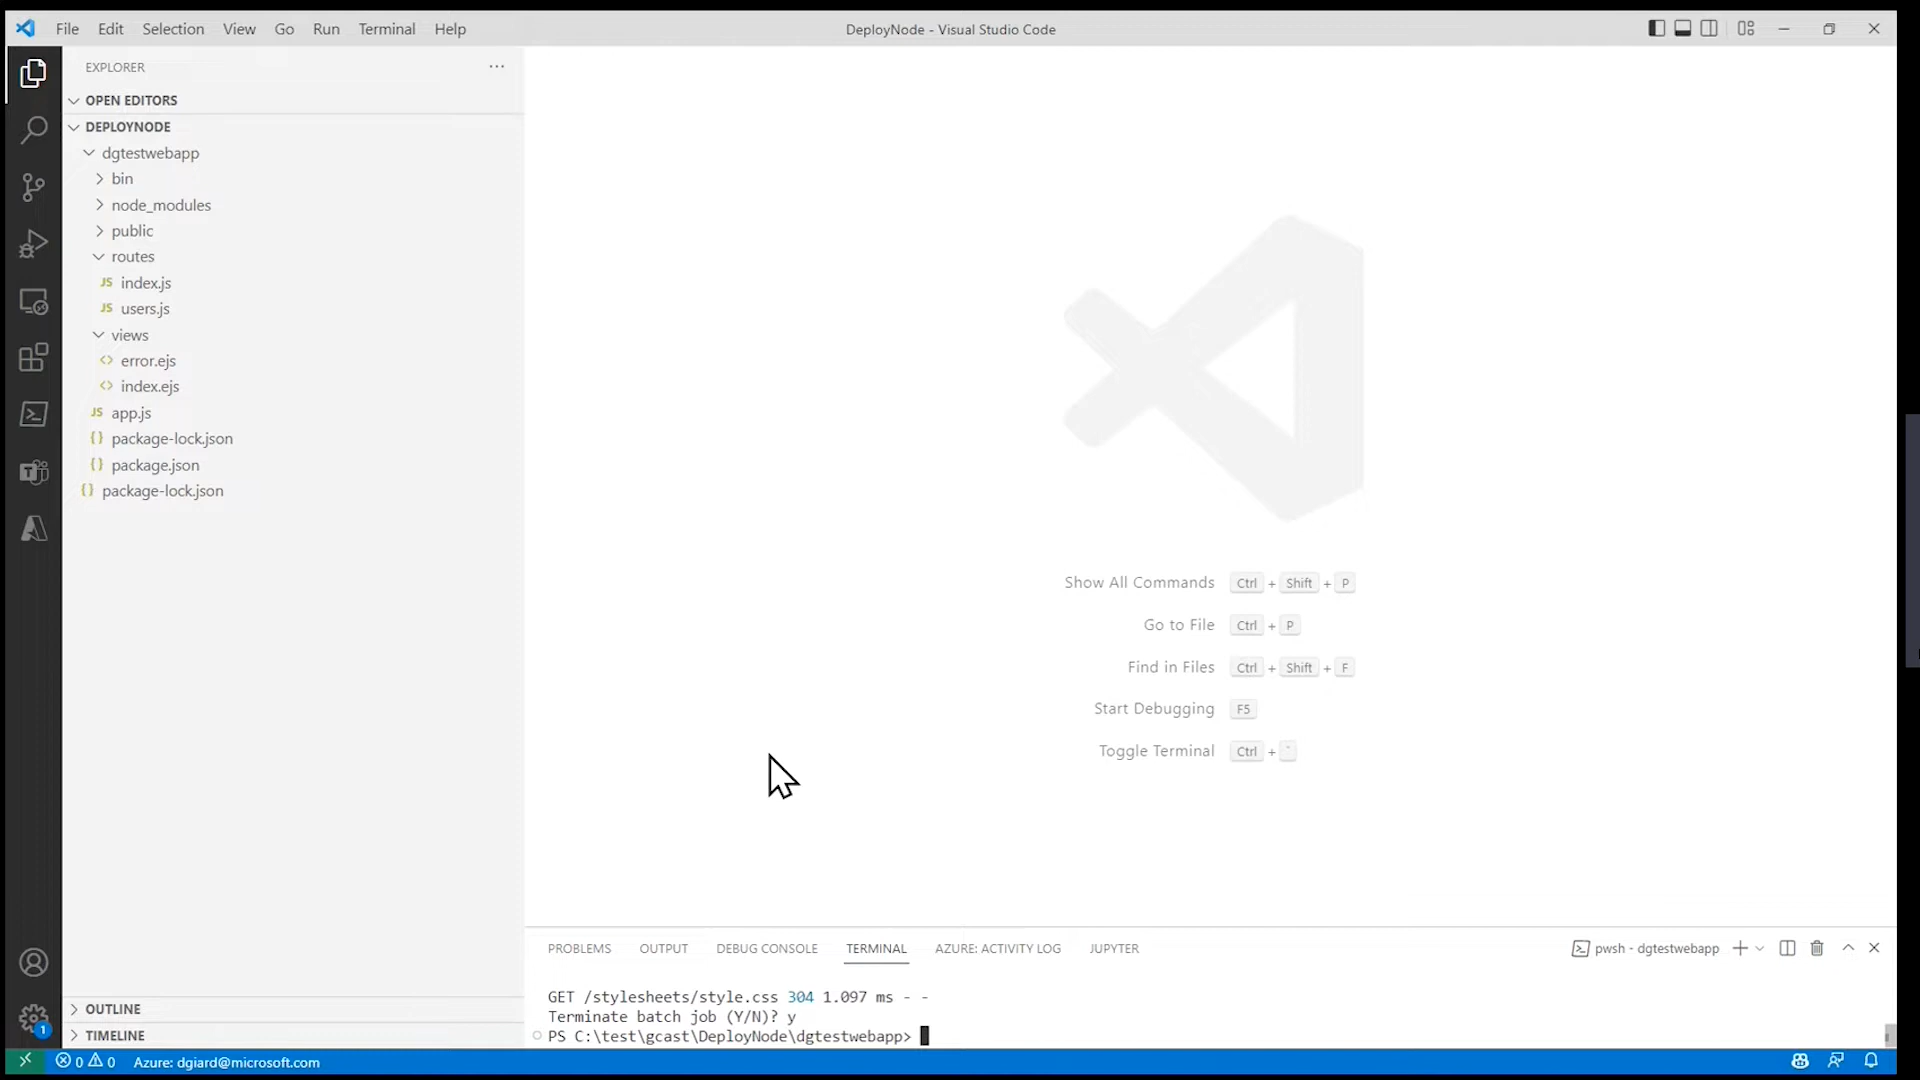 File Edit Selection View Go Run Terminal Help
DeployNode - Visual Studio Code
EXPLORER
OPEN EDITORS
DEPLOYNODE
dgtestwebapp
bin
node_modules
public
routes
JS index.js
JS users.js
views
<> error.ejs
<> index.ejs
JS app.js
{} package-lock.json
{} package.json
{} package-lock.json
OUTLINE
TIMELINE
Show All Commands Ctrl + Shift + P
Go to File Ctrl + P
Find in Files Ctrl + Shift + F
Start Debugging F5
Toggle Terminal Ctrl + `
PROBLEMS OUTPUT DEBUG CONSOLE TERMINAL AZURE: ACTIVITY LOG JUPYTER
pwsh - dgtestwebapp
GET /stylesheets/style.css 304 1.097 ms - -
Terminate batch job (Y/N)? y
PS C:\test\gcast\DeployNode\dgtestwebapp>
1
0 0 Azure: dgiard@microsoft.com